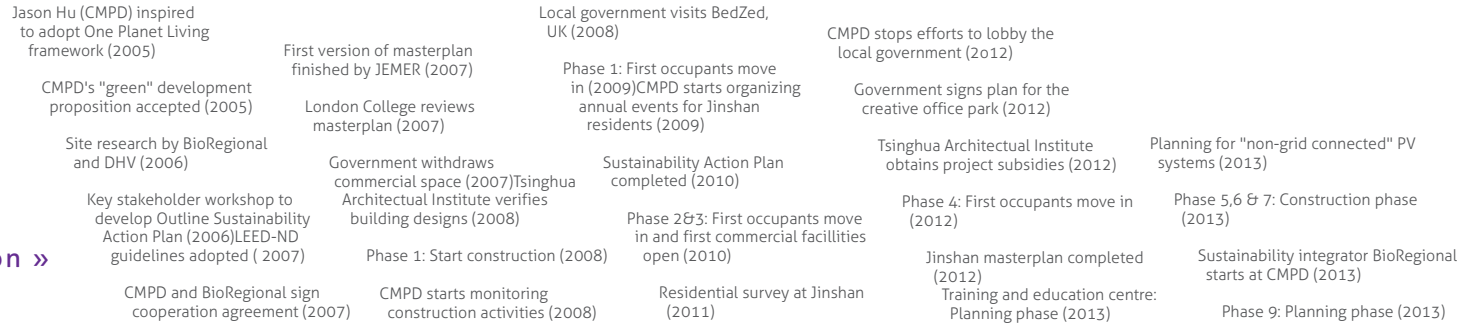 Jason Hu (CMPD) inspired
to adopt One Planet Living
framework (2005)
CMPD's "green" development
proposition accepted (2005)
Site research by BioRegional
and DHV (2006)
Key stakeholder workshop to
develop Outline Sustainability
Action Plan (2006)LEED-ND
guidelines adopted ( 2007)
on »
CMPD and BioRegional sign
cooperation agreement (2007)
First version of masterplan
finished by JEMER (2007)
London College reviews
masterplan (2007)
Government withdraws
commercial space (2007)Tsinghua
Architectual Institute verifies
building designs (2008)
Phase 1: Start construction (2008)
CMPD starts monitoring
construction activities (2008)
Local government visits BedZed,
UK (2008)
Phase 1: First occupants move
in (2009)CMPD starts organizing
annual events for Jinshan
residents (2009)
Sustainability Action Plan
completed (2010)
Phase 2&3: First occupants move
in and first commercial facillities
open (2010)
Residential survey at Jinshan
(2011)
CMPD stops efforts to lobby the
local government (2o12)
Government signs plan for the
creative office park (2012)
Tsinghua Architectual Institute
obtains project subsidies (2012)
Phase 4: First occupants move in
(2012)
Jinshan masterplan completed
(2012)
Training and education centre:
Planning phase (2013)
Planning for "non-grid connected" PV
systems (2013)
Phase 5,6 & 7: Construction phase
(2013)
Sustainability integrator BioRegional
starts at CMPD (2013)
Phase 9: Planning phase (2013)